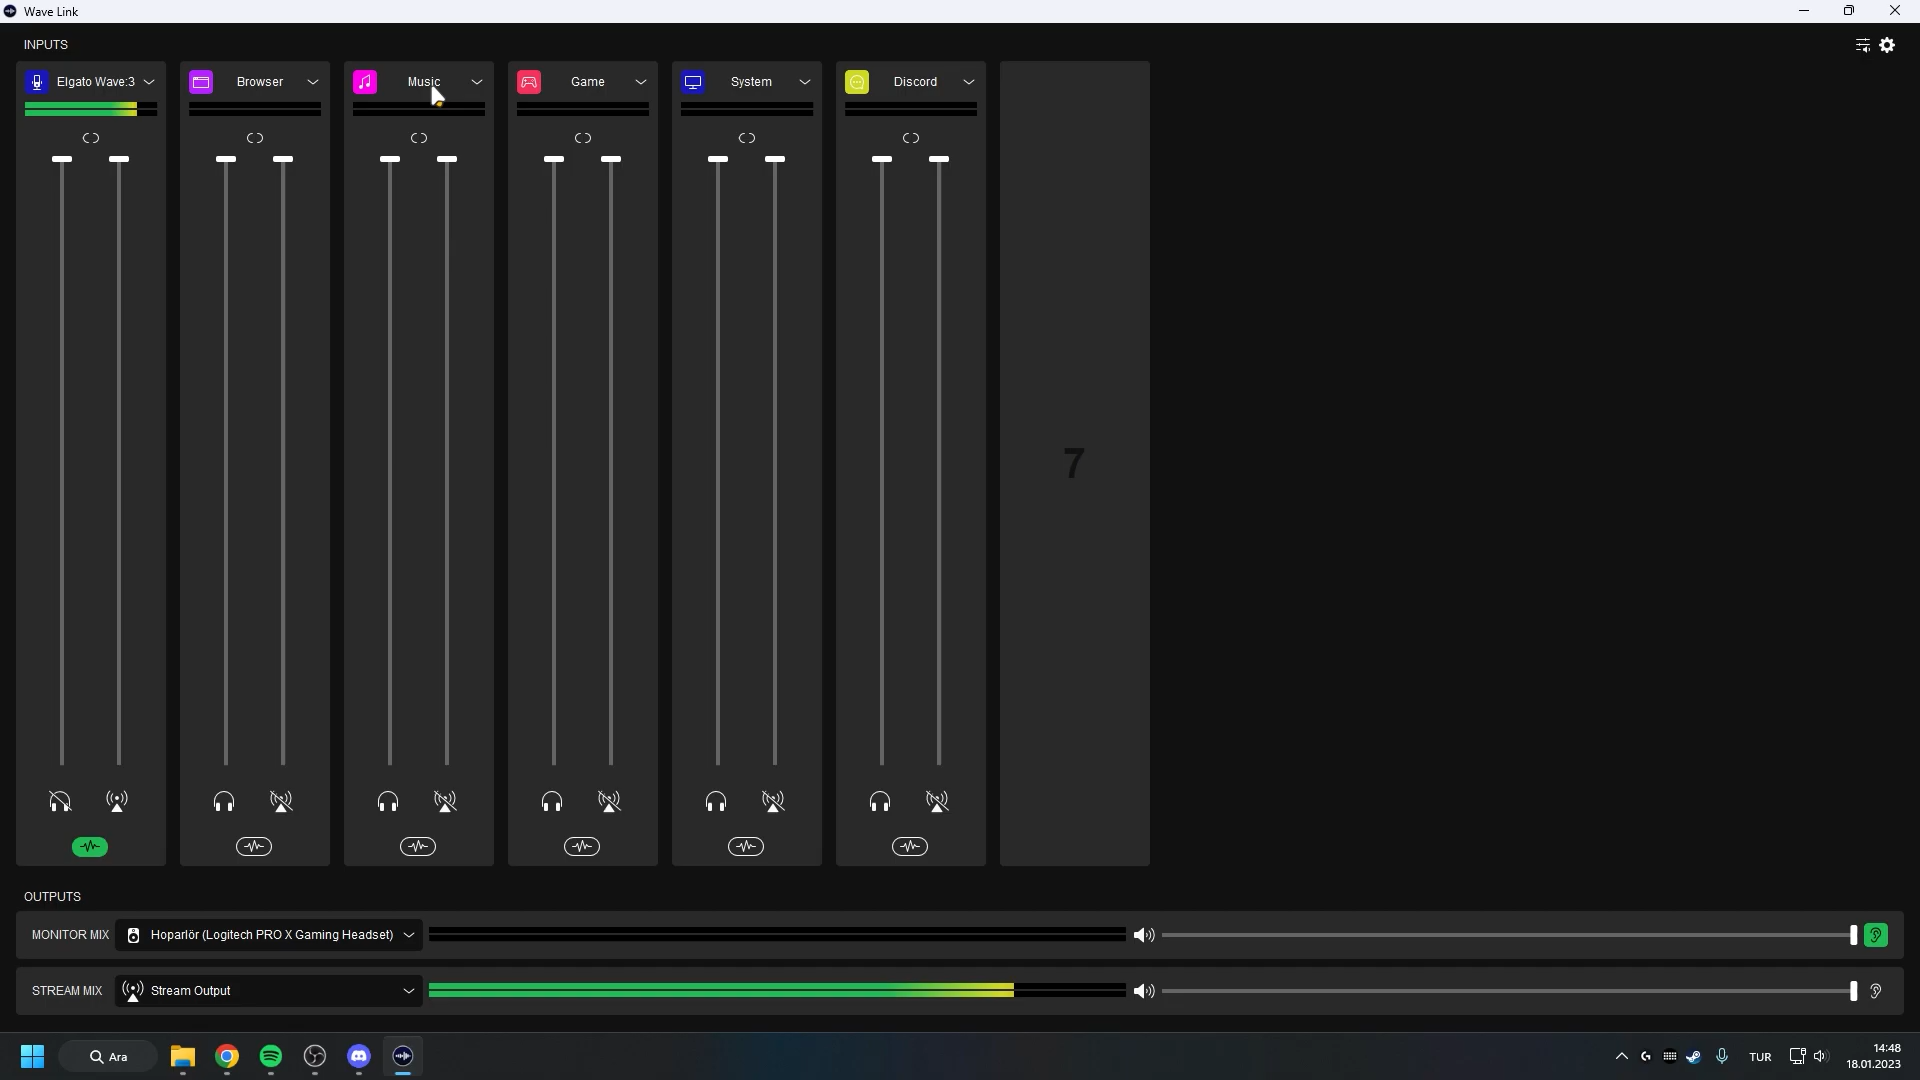 Wave Link
INPUTS
Elgato Wave:3
Browser
Music
Game
System
Discord
7
OUTPUTS
MONITOR MIX
Hoparlör (Logitech PRO X Gaming Headset)
STREAM MIX
Stream Output
Ara
TUR
14:48
18.01.2023